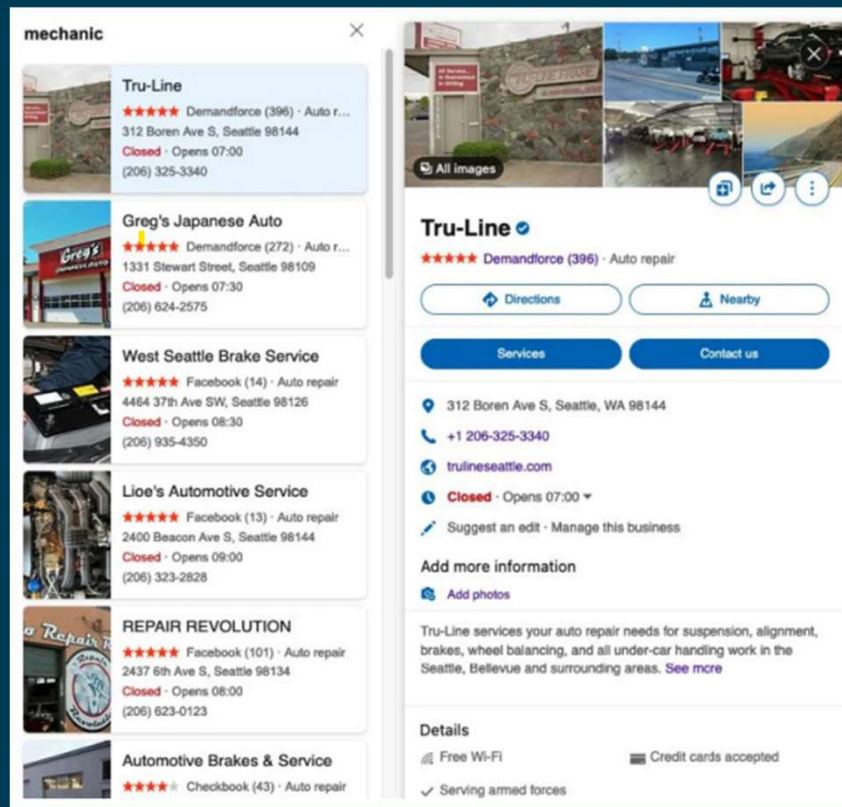 mechanic
Tru-Line
Demandforce (396) · Auto r...
312 Boren Ave S, Seattle 98144
Closed · Opens 07:00
(206) 325-3340
Greg's Japanese Auto
Demandforce (272) · Auto r...
1331 Stewart Street, Seattle 98109
Closed · Opens 07:30
(206) 624-2575
Greg's
JAPANESE AUTO
West Seattle Brake Service
Facebook (14) · Auto repair
4464 37th Ave SW, Seattle 98126
Closed · Opens 08:30
(206) 935-4350
Lioe's Automotive Service
Facebook (13) · Auto repair
2400 Beacon Ave S, Seattle 98144
Closed · Opens 09:00
(206) 323-2828
REPAIR REVOLUTION
Facebook (101) · Auto repair
2437 6th Ave S, Seattle 98134
Closed · Opens 08:00
(206) 623-0123
Repair
Repair
Revolution
Automotive Brakes & Service
Checkbook (43) · Auto repair
TRU-LINE FRAME
All images
Tru-Line
Demandforce (396) · Auto repair
Directions
Nearby
Services
Contact us
312 Boren Ave S, Seattle, WA 98144
+1 206-325-3340
trulineseattle.com
Closed · Opens 07:00
Suggest an edit · Manage this business
Add more information
Add photos
Tru-Line services your auto repair needs for suspension, alignment,
brakes, wheel balancing, and all under-car handling work in the
Seattle, Bellevue and surrounding areas. See more
Details
Free Wi-Fi
Credit cards accepted
Serving armed forces